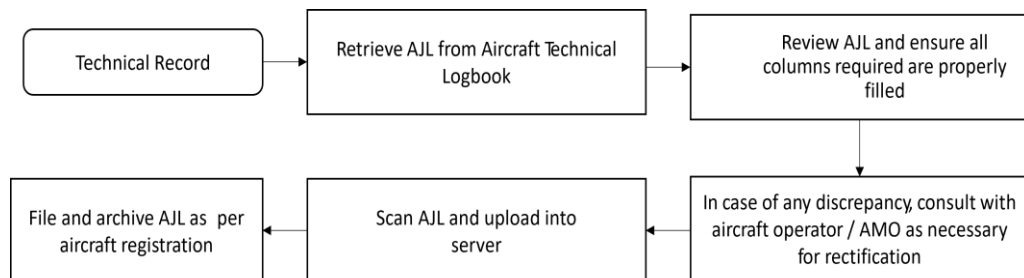 Technical Record
Retrieve AJL from Aircraft Technical
Logbook
Review AJL and ensure all
columns required are properly
filled
In case of any discrepancy, consult with
aircraft operator / AMO as necessary
for rectification
Scan AJL and upload into
server
File and archive AJL as per
aircraft registration